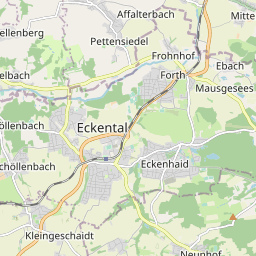 ellenberg
Affalterbach
Mitte
Pettensiedel
Frohnhof
elbach
Forth
Ebach
Mausgesees
Eckental
öllenbach
Eckenhaid
chöllenbach
Kleingeschaidt
Neunhof